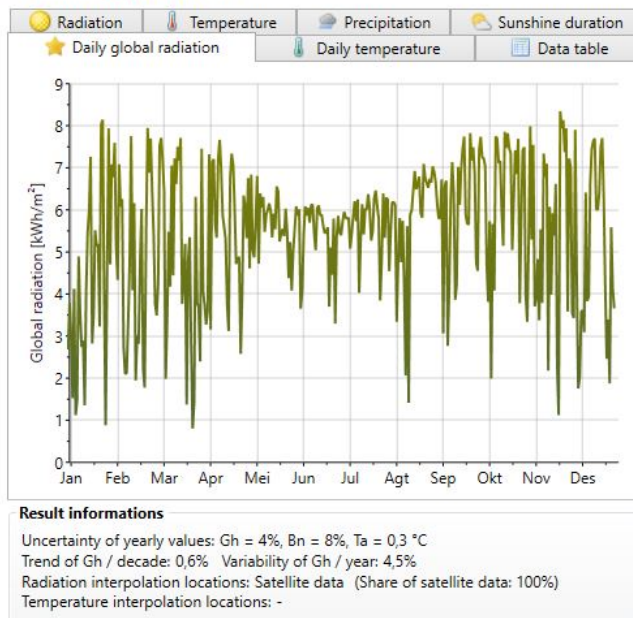 Radiation Temperature Precipitation Sunshine duration
Daily global radiation Daily temperature Data table
Global radiation [kWh/m²]
9
8
7
6
5
4
3
2
1
0
Jan Feb Mar Apr Mei Jun Jul Agt Sep Okt Nov Des
Result informations
Uncertainty of yearly values: Gh = 4%, Bn = 8%, Ta = 0,3 °C
Trend of Gh / decade: 0,6% Variability of Gh / year: 4,5%
Radiation interpolation locations: Satellite data (Share of satellite data: 100%)
Temperature interpolation locations: -